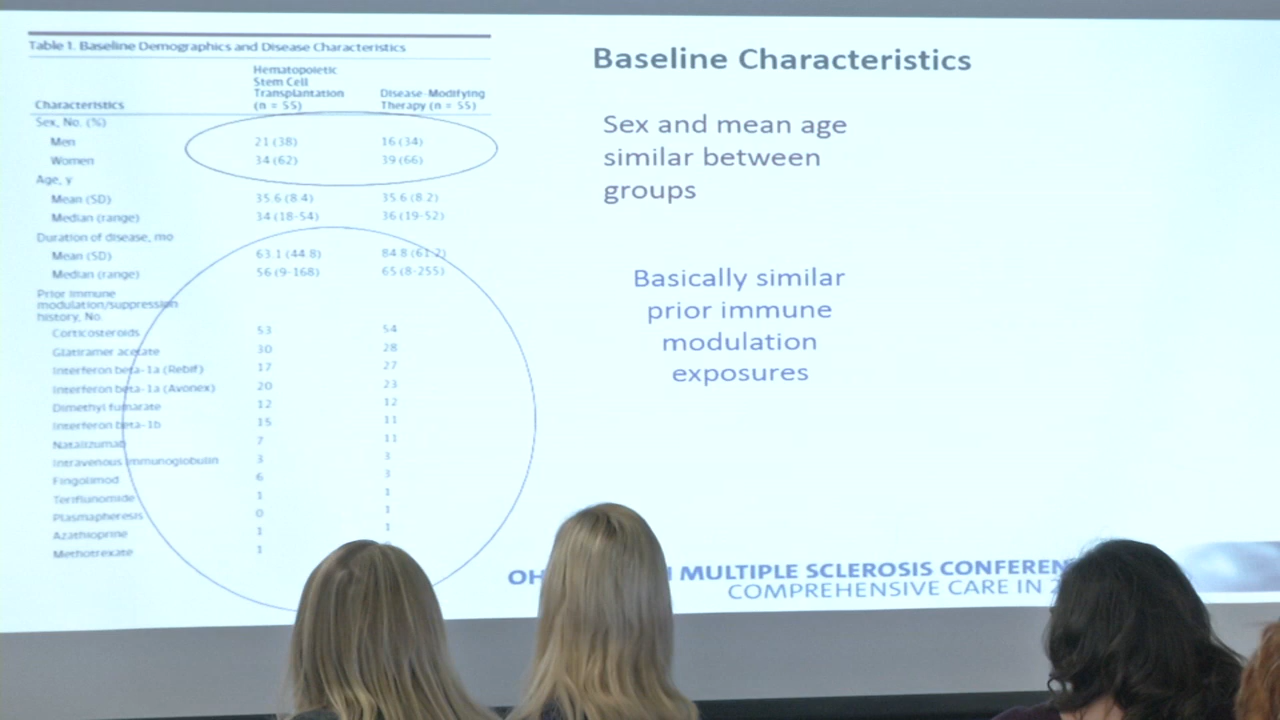 Table 1. Baseline Demographics and Disease Characteristics
Characteristics
Hematopoietic
Stem Cell
Transplantation
(n = 55)
Disease-Modifying
Therapy (n = 55)
Sex, No. (%)
Men 21 (38) 16 (34)
Women 34 (62) 39 (66)
Age, y
Mean (SD) 35.6 (8.4) 35.6 (8.2)
Median (range) 34 (18-54) 36 (19-52)
Duration of disease, mo
Mean (SD) 63.1 (44.8) 84.8 (61.2)
Median (range) 56 (9-168) 65 (8-255)
Prior immune
modulation/suppression
history, No.
Corticosteroids 53 54
Glatiramer acetate 30 28
Interferon beta-1a (Rebif) 17 27
Interferon beta-1a (Avonex) 20 23
Dimethyl fumarate 12 12
Interferon beta-1b 15 11
Natalizumab 7 11
Intravenous immunoglobulin 3 3
Fingolimod 6 3
Teriflunomide 1 1
Plasmapheresis 0 1
Azathioprine 1 1
Methotrexate 1
Baseline Characteristics
Sex and mean age
similar between
groups
Basically similar
prior immune
modulation
exposures
MULTIPLE SCLEROSIS
COMPREHENSIVE CARE IN